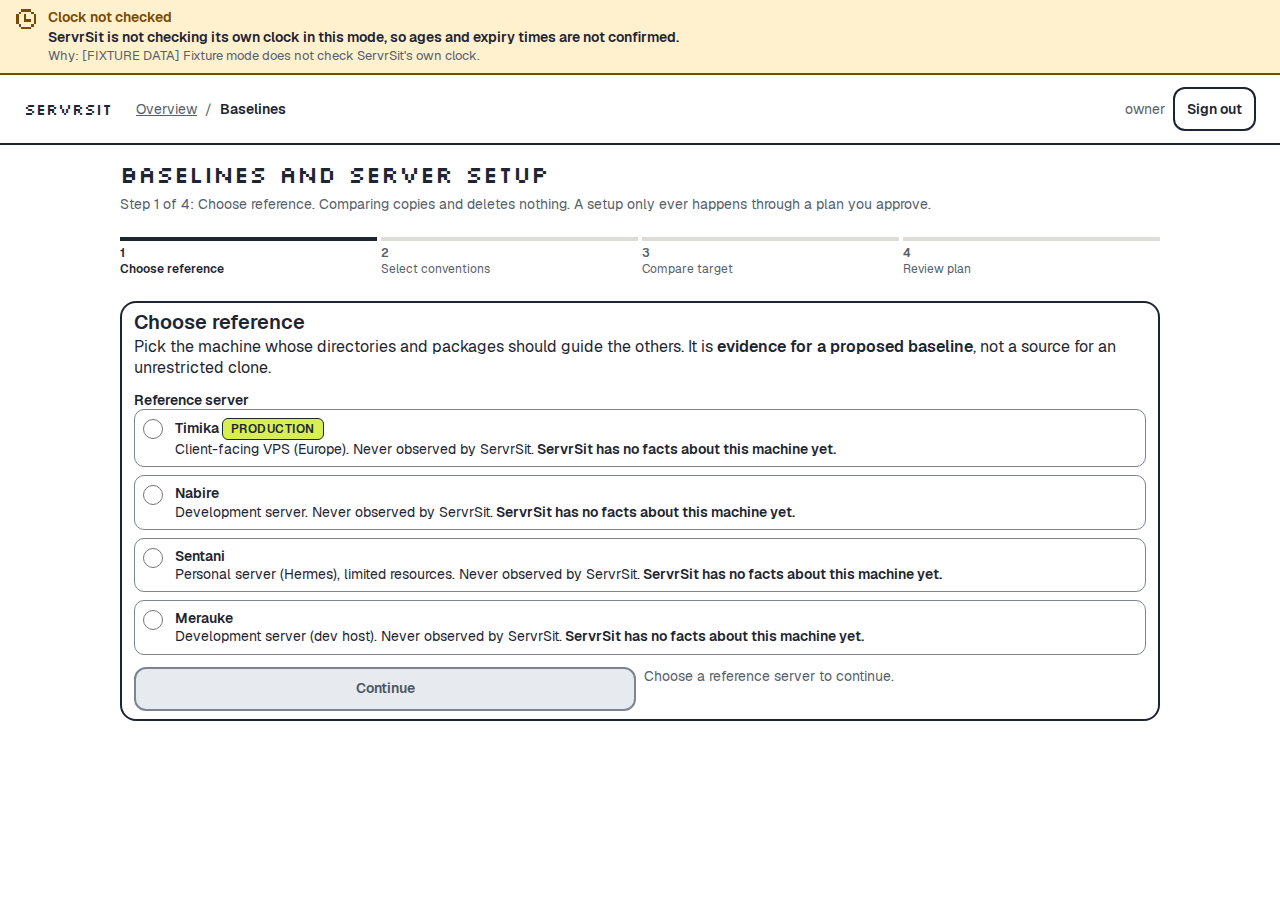 Clock not checked
ServrSit is not checking its own clock in this mode, so ages and expiry times are not confirmed.
Why: [FIXTURE DATA] Fixture mode does not check ServrSit's own clock.
SERVRSIT
Overview / Baselines
owner
Sign out
BASELINES AND SERVER SETUP
Step 1 of 4: Choose reference. Comparing copies and deletes nothing. A setup only ever happens through a plan you approve.
1
Choose reference
2
Select conventions
3
Compare target
4
Review plan
Choose reference
Pick the machine whose directories and packages should guide the others. It is evidence for a proposed baseline, not a source for an
unrestricted clone.
Reference server
Timika PRODUCTION
Client-facing VPS (Europe). Never observed by ServrSit. ServrSit has no facts about this machine yet.
Nabire
Development server. Never observed by ServrSit. ServrSit has no facts about this machine yet.
Sentani
Personal server (Hermes), limited resources. Never observed by ServrSit. ServrSit has no facts about this machine yet.
Merauke
Development server (dev host). Never observed by ServrSit. ServrSit has no facts about this machine yet.
Continue
Choose a reference server to continue.